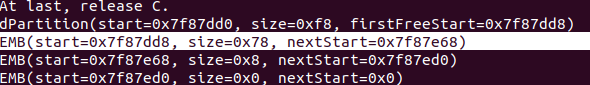 At last, release C.
dPartition(start=0x7f87dd0, size=0xf8, firstFreeStart=0x7f87dd8)
EMB(start=0x7f87dd8, size=0x78, nextStart=0x7f87e68)
EMB(start=0x7f87e68, size=0x8, nextStart=0x7f87ed0)
EMB(start=0x7f87ed0, size=0x0, nextStart=0x0)